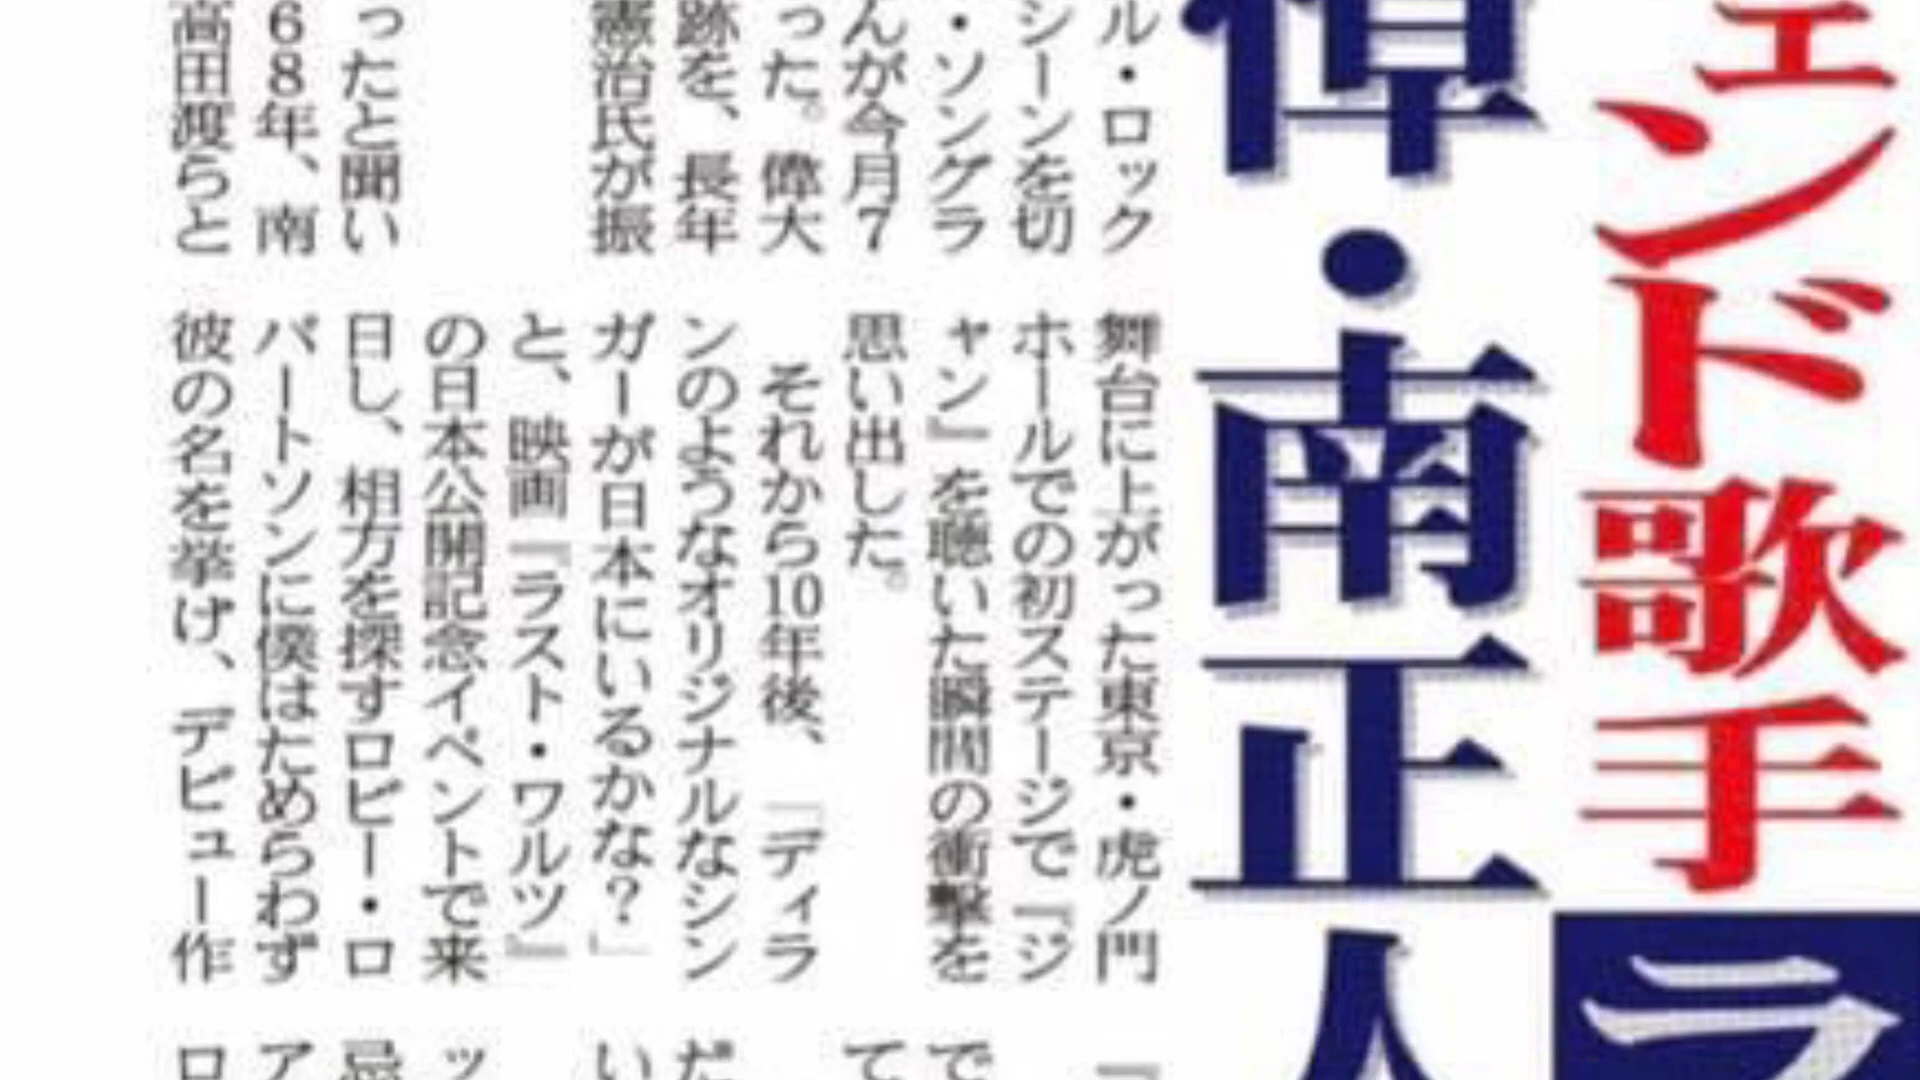 ェンド歌手
ラ
偉・南正人
ル・ロック
シーンを切
・ソングラ
んが今月7
った。偉大
跡を、長年
憲治氏が振
ったと聞い
68年、南
高田渡らと
舞台に上がった東京・虎ノ門
ホールでの初ステージで『ジ
ャン』を聴いた瞬間の衝撃を
思い出した。
それから10年後、「ディラ
ンのようなオリジナルなシン
ガーが日本にいるかな?」
と、映画『ラスト・ワルツ』
の日本公開記念イベントで来
日し、相方を探すロビー・ロ
バートソンに僕はためらわず
彼の名を挙げ、デビュー作
『
で
て
だ
い
ッ
忌
ア
ロ